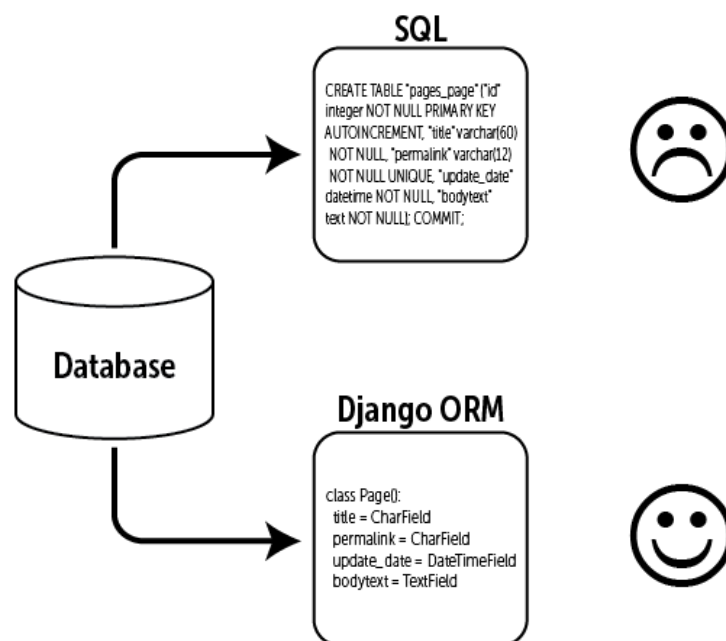 SQL
CREATE TABLE "pages_page" ("id"
integer NOT NULL PRIMARY KEY
AUTOINCREMENT, "title" varchar(60)
NOT NULL, "permalink" varchar(12)
NOT NULL UNIQUE, "update_date"
datetime NOT NULL, "bodytext"
text NOT NULL); COMMIT;
Database
Django ORM
class Page():
title = CharField
permalink = CharField
update_date = DateTimeField
bodytext = TextField